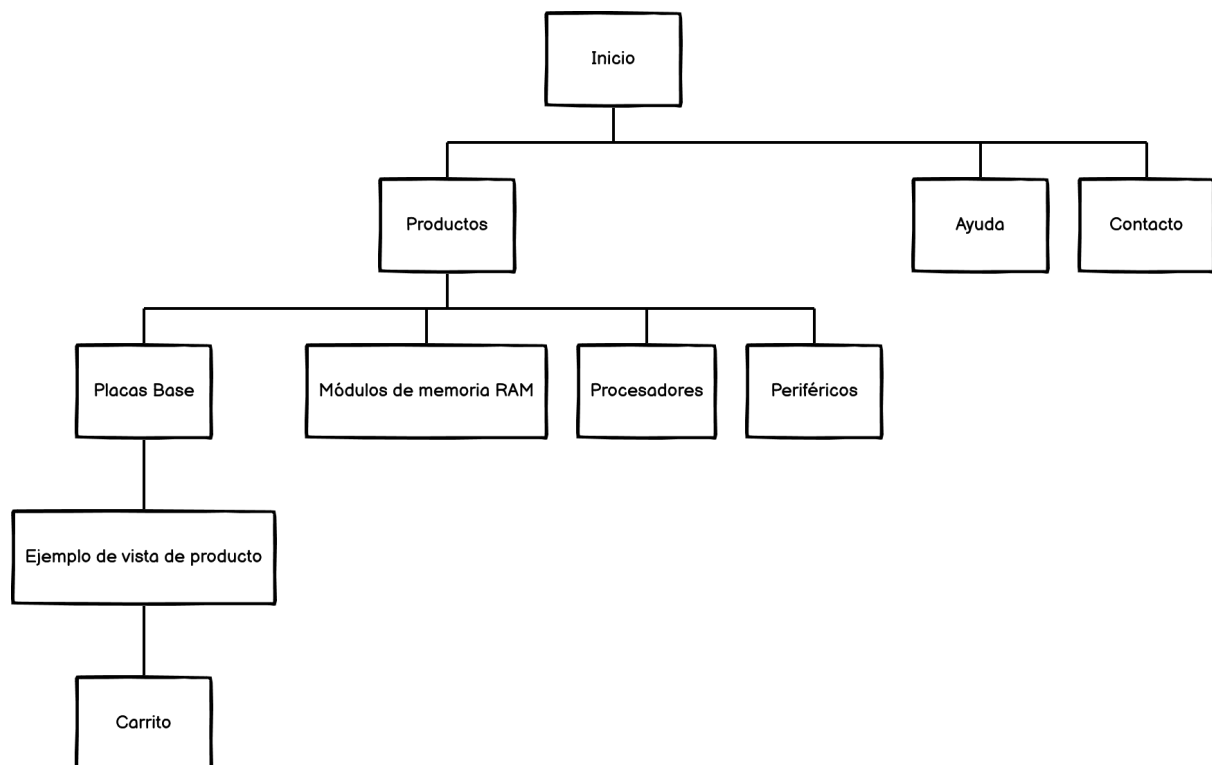 Inicio
Productos
Ayuda
Contacto
Placas Base
Módulos de memoria RAM
Procesadores
Periféricos
Ejemplo de vista de producto
Carrito